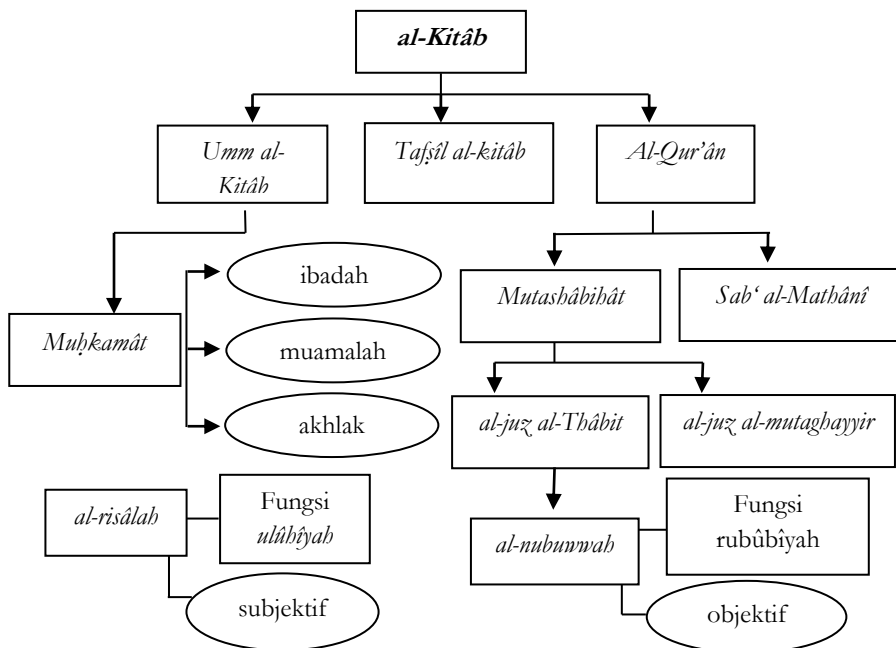 al-Kitâb
Umm al-
Kitâb
Tafṣîl al-kitâb
Al-Qur’ân
Muḥkamât
ibadah
muamalah
akhlak
Mutashâbihât
Sab‘ al-Mathânî
al-juz al-Thâbit
al-juz al-mutaghayyir
al-risâlah
Fungsi
ulûhîyah
subjektif
al-nubuwwah
Fungsi
rubûbîyah
objektif